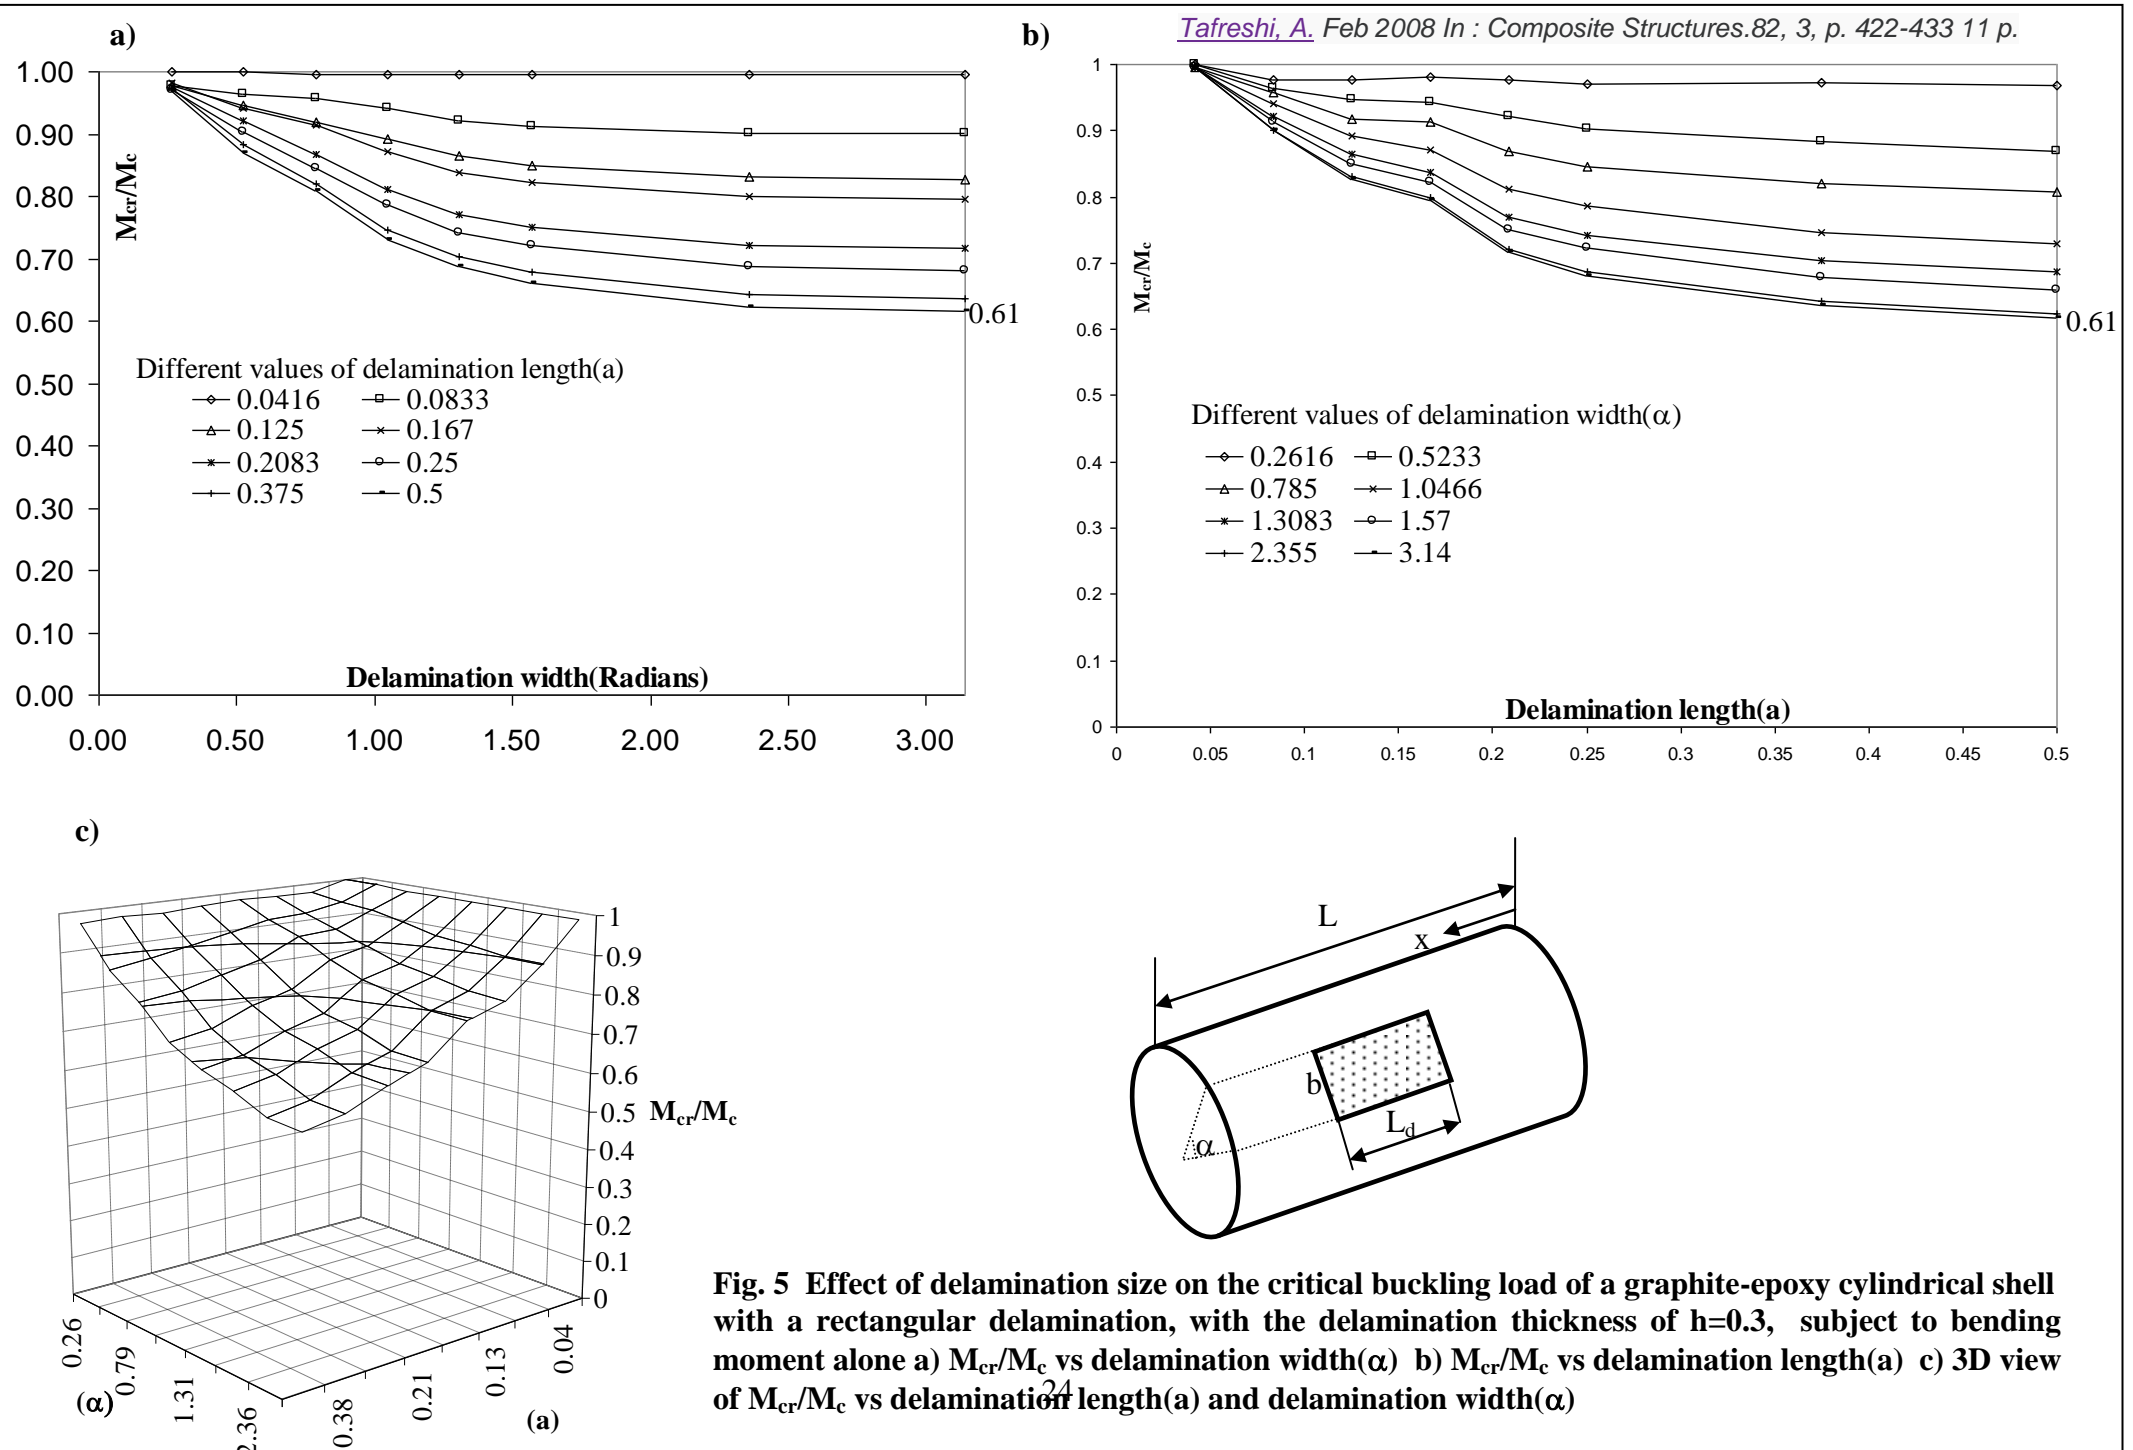 a)
b)
Tafreshi, A. Feb 2008 In : Composite Structures.82, 3, p. 422-433 11 p.
1.00
0.90
0.80
0.70
0.60
0.50
0.40
0.30
0.20
0.10
0.00
Mcr/Mc
0.61
Different values of delamination length(a)
0.0416 0.0833
0.125 0.167
0.2083 0.25
0.375 0.5
Delamination width(Radians)
0.00 0.50 1.00 1.50 2.00 2.50 3.00
1
0.9
0.8
0.7
0.6
0.5
0.4
0.3
0.2
0.1
0
Mcr/Mc
0.61
Different values of delamination width(α)
0.2616 0.5233
0.785 1.0466
1.3083 1.57
2.355 3.14
Delamination length(a)
0 0.05 0.1 0.15 0.2 0.25 0.3 0.35 0.4 0.45 0.5
c)
1
0.9
0.8
0.7
0.6
0.5
0.4
0.3
0.2
0.1
0
Mcr/Mc
0.26
0.79
1.31
2.36
(α)
0.38
0.21
0.13
0.04
(a)
L
x
b
Ld
α
Fig. 5 Effect of delamination size on the critical buckling load of a graphite-epoxy cylindrical shell
with a rectangular delamination, with the delamination thickness of h=0.3, subject to bending
moment alone a) Mcr/Mc vs delamination width(α) b) Mcr/Mc vs delamination length(a) c) 3D view
of Mcr/Mc vs delamination length(a) and delamination width(α)
24